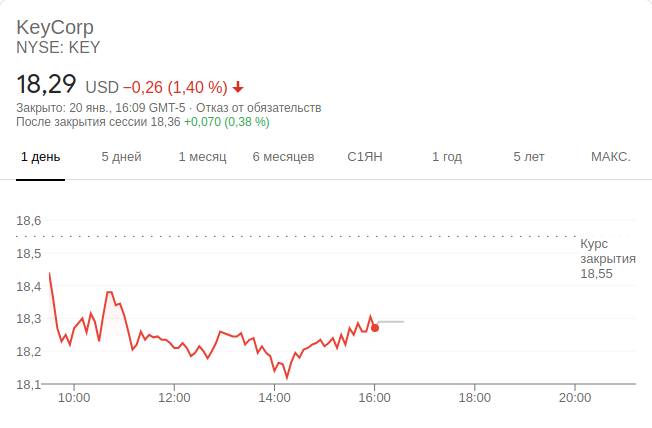 KeyCorp
NYSE: KEY
18,29 USD −0,26 (1,40 %)
Закрыто: 20 янв., 16:09 GMT-5 · Отказ от обязательств
После закрытия сессии 18,36 +0,070 (0,38 %)
1 день 5 дней 1 месяц 6 месяцев С1ЯН 1 год 5 лет МАКС.
18,6
Курс
закрытия
18,55
18,5
18,4
18,3
18,2
18,1
10:00 12:00 14:00 16:00 18:00 20:00